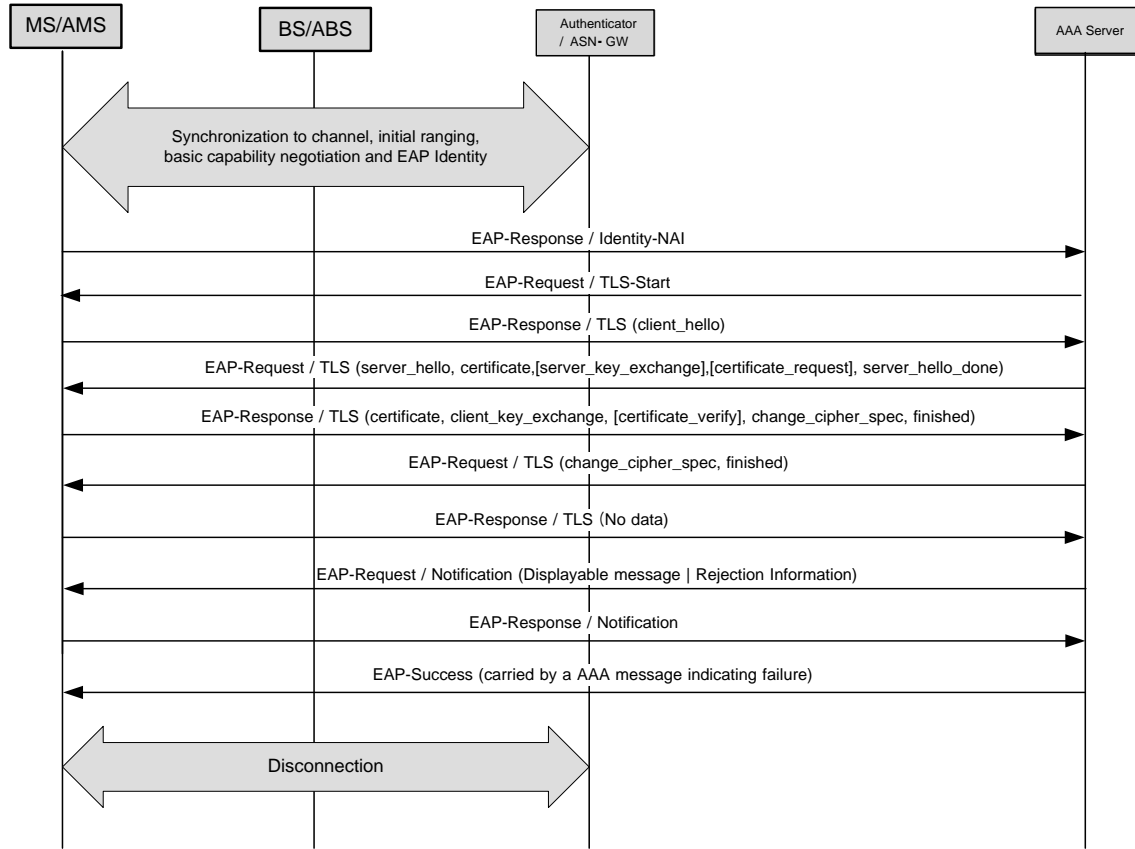 MS/AMS
BS/ABS
Authenticator
/ ASN- GW
AAA Server
Synchronization to channel, initial ranging,
basic capability negotiation and EAP Identity
EAP-Response / Identity-NAI
EAP-Request / TLS-Start
EAP-Response / TLS (client_hello)
EAP-Request / TLS (server_hello, certificate,[server_key_exchange],[certificate_request], server_hello_done)
EAP-Response / TLS (certificate, client_key_exchange, [certificate_verify], change_cipher_spec, finished)
EAP-Request / TLS (change_cipher_spec, finished)
EAP-Response / TLS (No data)
EAP-Request / Notification (Displayable message | Rejection Information)
EAP-Response / Notification
EAP-Success (carried by a AAA message indicating failure)
Disconnection